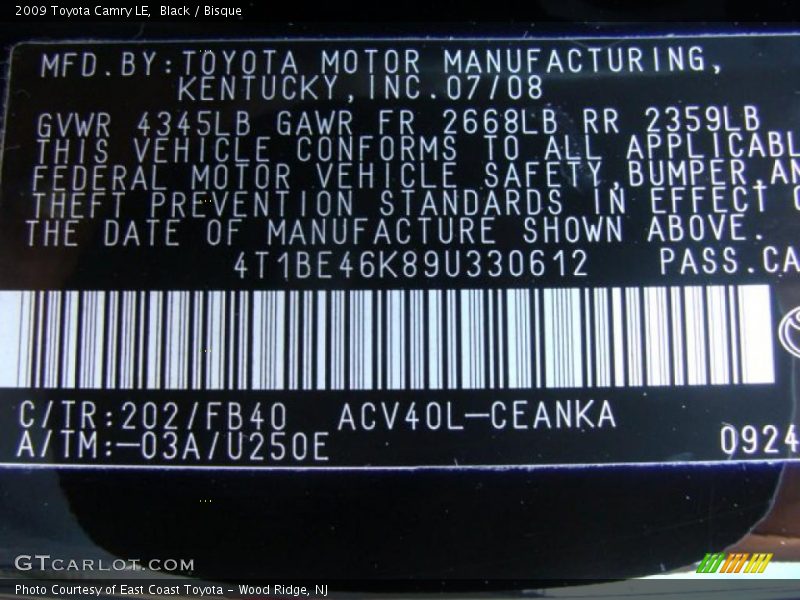 2009 Toyota Camry LE, Black / Bisque
MFD.BY:TOYOTA MOTOR MANUFACTURING,
KENTUCKY,INC.07/08
GVWR 4345LB GAWR FR 2668LB RR 2359LB
THIS VEHICLE CONFORMS TO ALL APPLICABL
FEDERAL MOTOR VEHICLE SAFETY,BUMPER,AN
THEFT PREVENTION STANDARDS IN EFFECT O
THE DATE OF MANUFACTURE SHOWN ABOVE.
4T1BE46K89U330612 PASS.CA
C/TR:202/FB40 ACV40L-CEANKA
A/TM:-03A/U250E 0924
GTCARLOT.COM
Photo Courtesy of East Coast Toyota - Wood Ridge, NJ